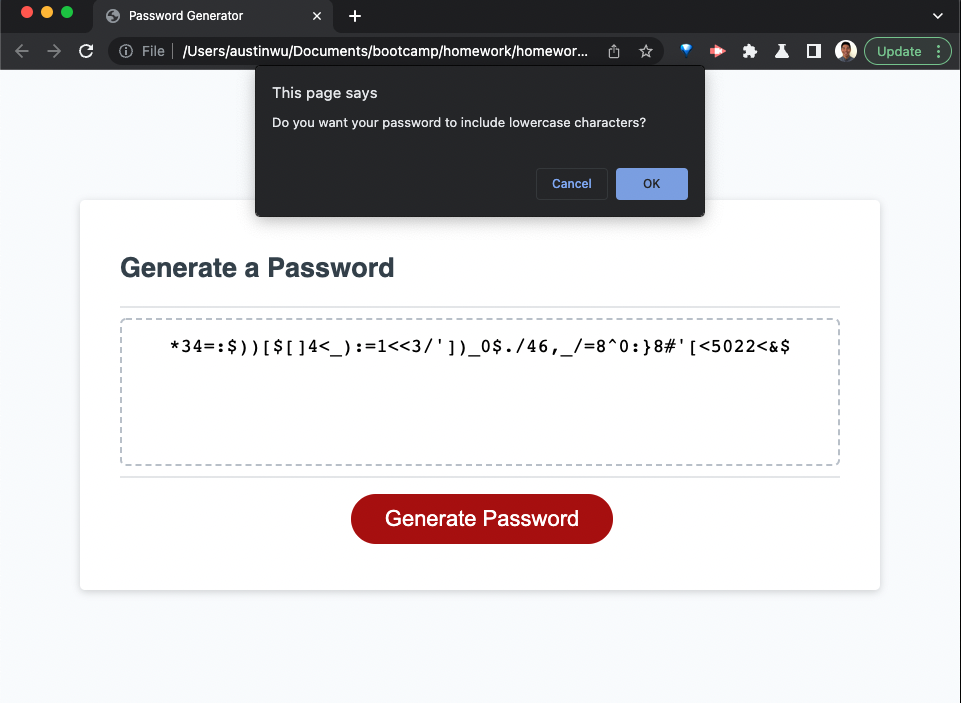 Password Generator
File
/Users/austinwu/Documents/bootcamp/homework/homewor...
Update
This page says
Do you want your password to include lowercase characters?
Cancel
OK
Generate a Password
*34=:$))[$[]4<_):=1<<3/'])_0$./46,_/=8^0:}8#'[<5022<&$
Generate Password